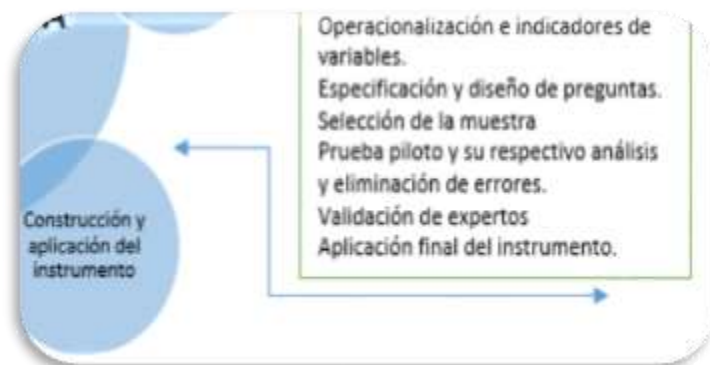 A
Operacionalización e indicadores de
variables.
Especificación y diseño de preguntas.
Selección de la muestra
Prueba piloto y su respectivo análisis
y eliminación de errores.
Validación de expertos
Aplicación final del instrumento.
Construcción y
aplicación del
instrumento